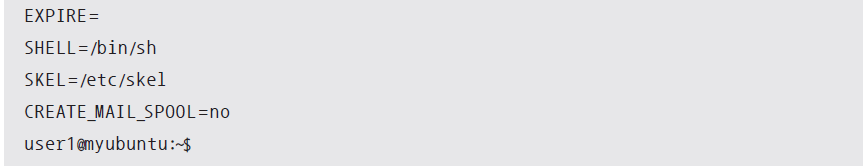 EXPIRE=
SHELL=/bin/sh
SKEL=/etc/skel
CREATE_MAIL_SPOOL=no
user1@myubuntu:~$